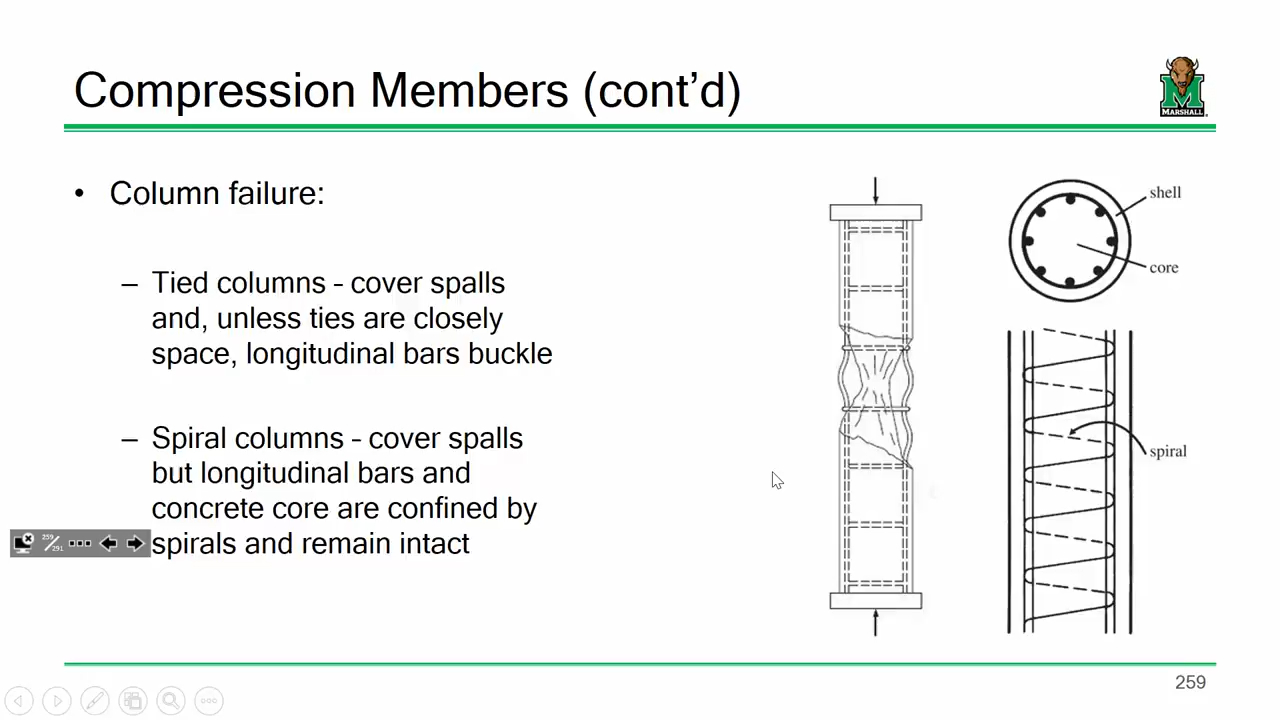 Compression Members (cont’d)
MARSHALL
• Column failure:
– Tied columns - cover spalls
and, unless ties are closely
space, longitudinal bars buckle
– Spiral columns - cover spalls
but longitudinal bars and
concrete core are confined by
spirals and remain intact
shell
core
spiral
259/291
259